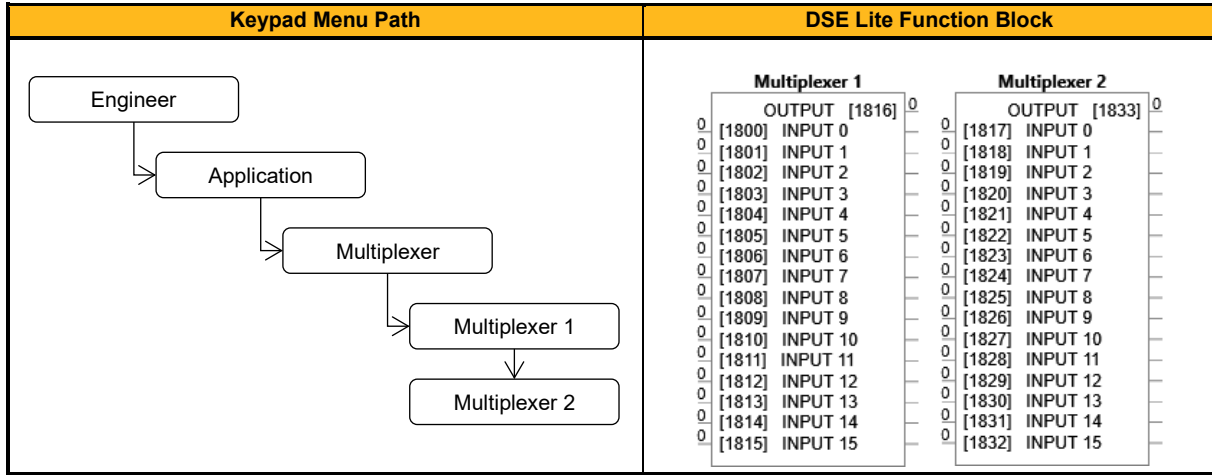 Keypad Menu Path
DSE Lite Function Block
Engineer
Application
Multiplexer
Multiplexer 1
Multiplexer 2
Multiplexer 1
OUTPUT [1816] 0
0 [1800] INPUT 0
0 [1801] INPUT 1
0 [1802] INPUT 2
0 [1803] INPUT 3
0 [1804] INPUT 4
0 [1805] INPUT 5
0 [1806] INPUT 6
0 [1807] INPUT 7
0 [1808] INPUT 8
0 [1809] INPUT 9
0 [1810] INPUT 10
0 [1811] INPUT 11
0 [1812] INPUT 12
0 [1813] INPUT 13
0 [1814] INPUT 14
0 [1815] INPUT 15
Multiplexer 2
OUTPUT [1833] 0
0 [1817] INPUT 0
0 [1818] INPUT 1
0 [1819] INPUT 2
0 [1820] INPUT 3
0 [1821] INPUT 4
0 [1822] INPUT 5
0 [1823] INPUT 6
0 [1824] INPUT 7
0 [1825] INPUT 8
0 [1826] INPUT 9
0 [1827] INPUT 10
0 [1828] INPUT 11
0 [1829] INPUT 12
0 [1830] INPUT 13
0 [1831] INPUT 14
0 [1832] INPUT 15